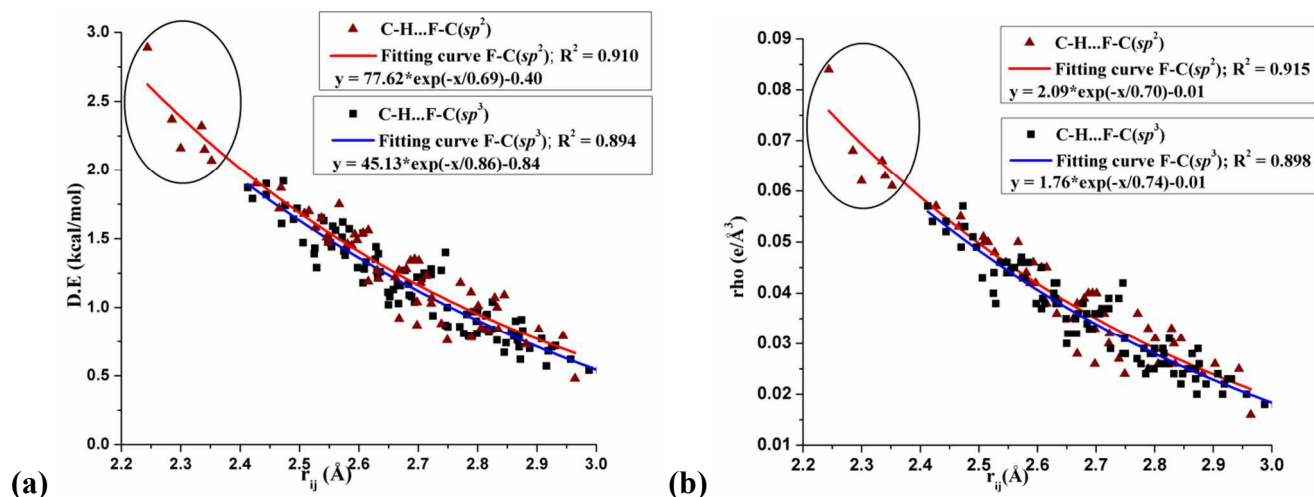 (a)
3.0
2.5
2.0
1.5
1.0
0.5
0.0
D.E (kcal/mol)
C-H...F-C(sp²)
Fitting curve F-C(sp²); R² = 0.910
y = 77.62*exp(-x/0.69)-0.40
C-H...F-C(sp³)
Fitting curve F-C(sp³); R² = 0.894
y = 45.13*exp(-x/0.86)-0.84
2.2 2.3 2.4 2.5 2.6 2.7 2.8 2.9 3.0
r_ij (Å)
(b)
0.09
0.08
0.07
0.06
0.05
0.04
0.03
0.02
0.01
rho (e/Å³)
C-H...F-C(sp²)
Fitting curve F-C(sp²); R² = 0.915
y = 2.09*exp(-x/0.70)-0.01
C-H...F-C(sp³)
Fitting curve F-C(sp³); R² = 0.898
y = 1.76*exp(-x/0.74)-0.01
2.2 2.3 2.4 2.5 2.6 2.7 2.8 2.9 3.0
r_ij (Å)